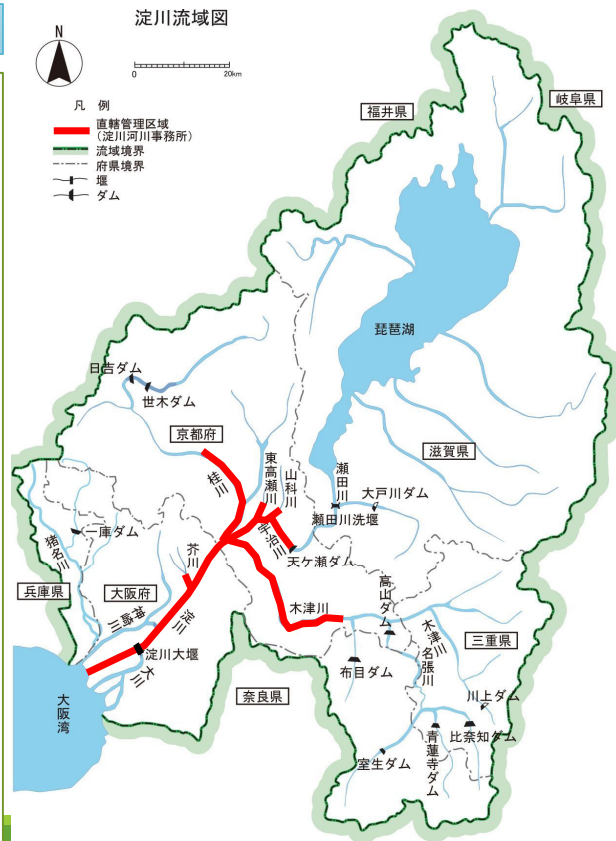 淀川流域図
N
0
20km
凡 例
直轄管理区域
(淀川河川事務所)
流域境界
府県境界
堰
ダム
福井県
岐阜県
琵琶湖
日吉ダム
世木ダム
京都府
滋賀県
桂川
東高瀬川
山科川
宇治川
瀬田川
大戸川ダム
瀬田川洗堰
天ケ瀬ダム
猪名川
一庫ダム
芥川
兵庫県
大阪府
神崎川
淀川
木津川
高山ダム
木津川
三重県
淀川大堰
大川
名張川
布目ダム
奈良県
川上ダム
大阪湾
室生ダム
青蓮寺ダム
比奈知ダム